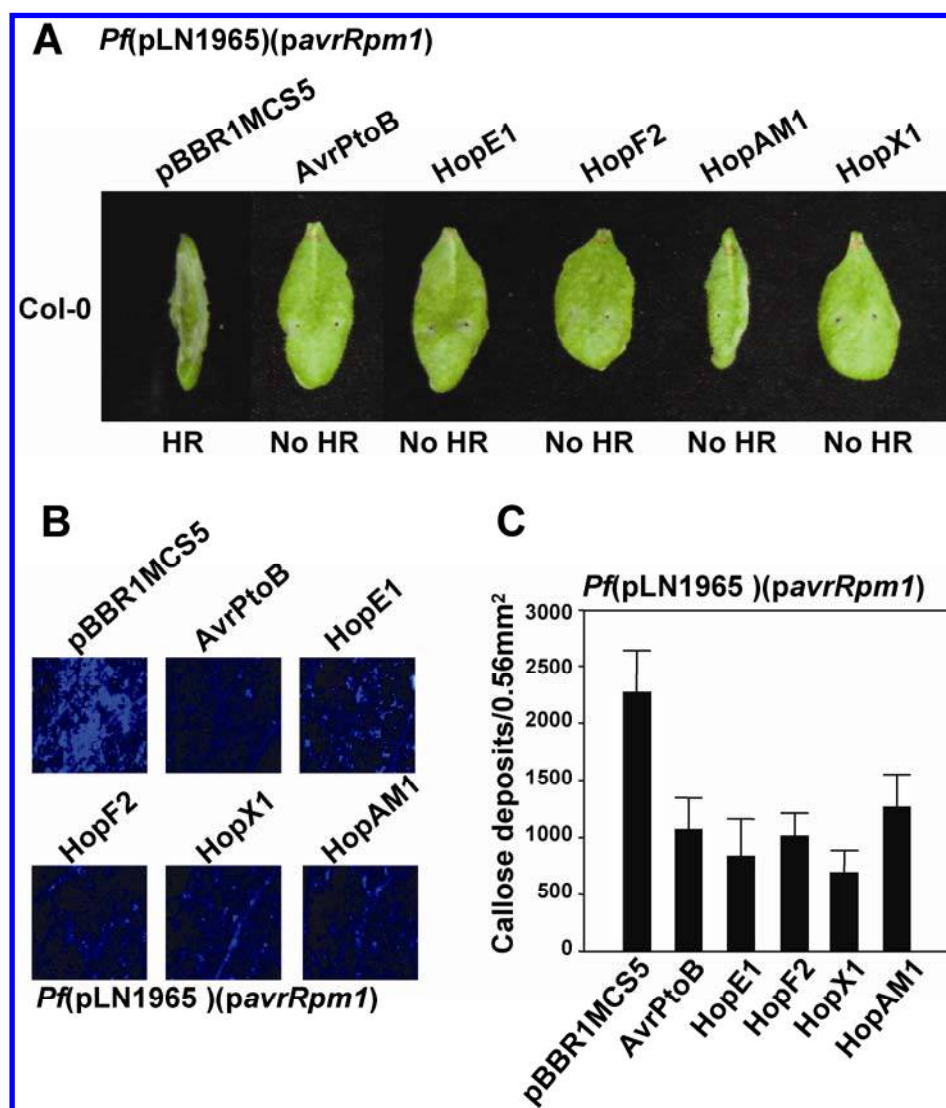 A Pf(pLN1965)(pavrRpm1)
pBBR1MCS5 AvrPtoB HopE1 HopF2 HopAM1 HopX1
Col-0
HR No HR No HR No HR No HR No HR
B
pBBR1MCS5 AvrPtoB HopE1
HopF2 HopX1 HopAM1
Pf(pLN1965 )(pavrRpm1)
C
Pf(pLN1965 )(pavrRpm1)
Callose deposits/0.56mm²
3000
2500
2000
1500
1000
500
0
pBBR1MCS5 AvrPtoB HopE1 HopF2 HopX1 HopAM1